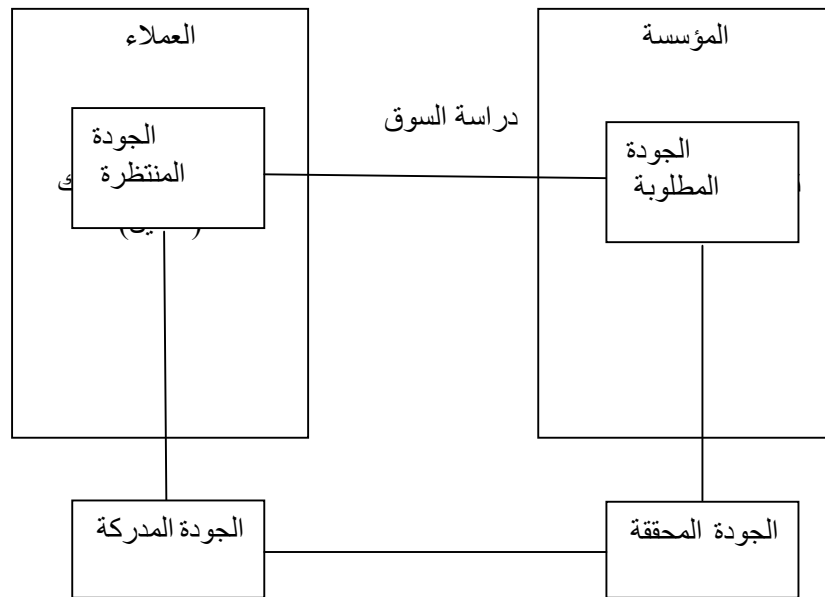 المؤسسة
العملاء
دراسة السوق
الجودة
المطلوبة
الجودة
المنتظرة
الجودة المحققة
الجودة المدركة